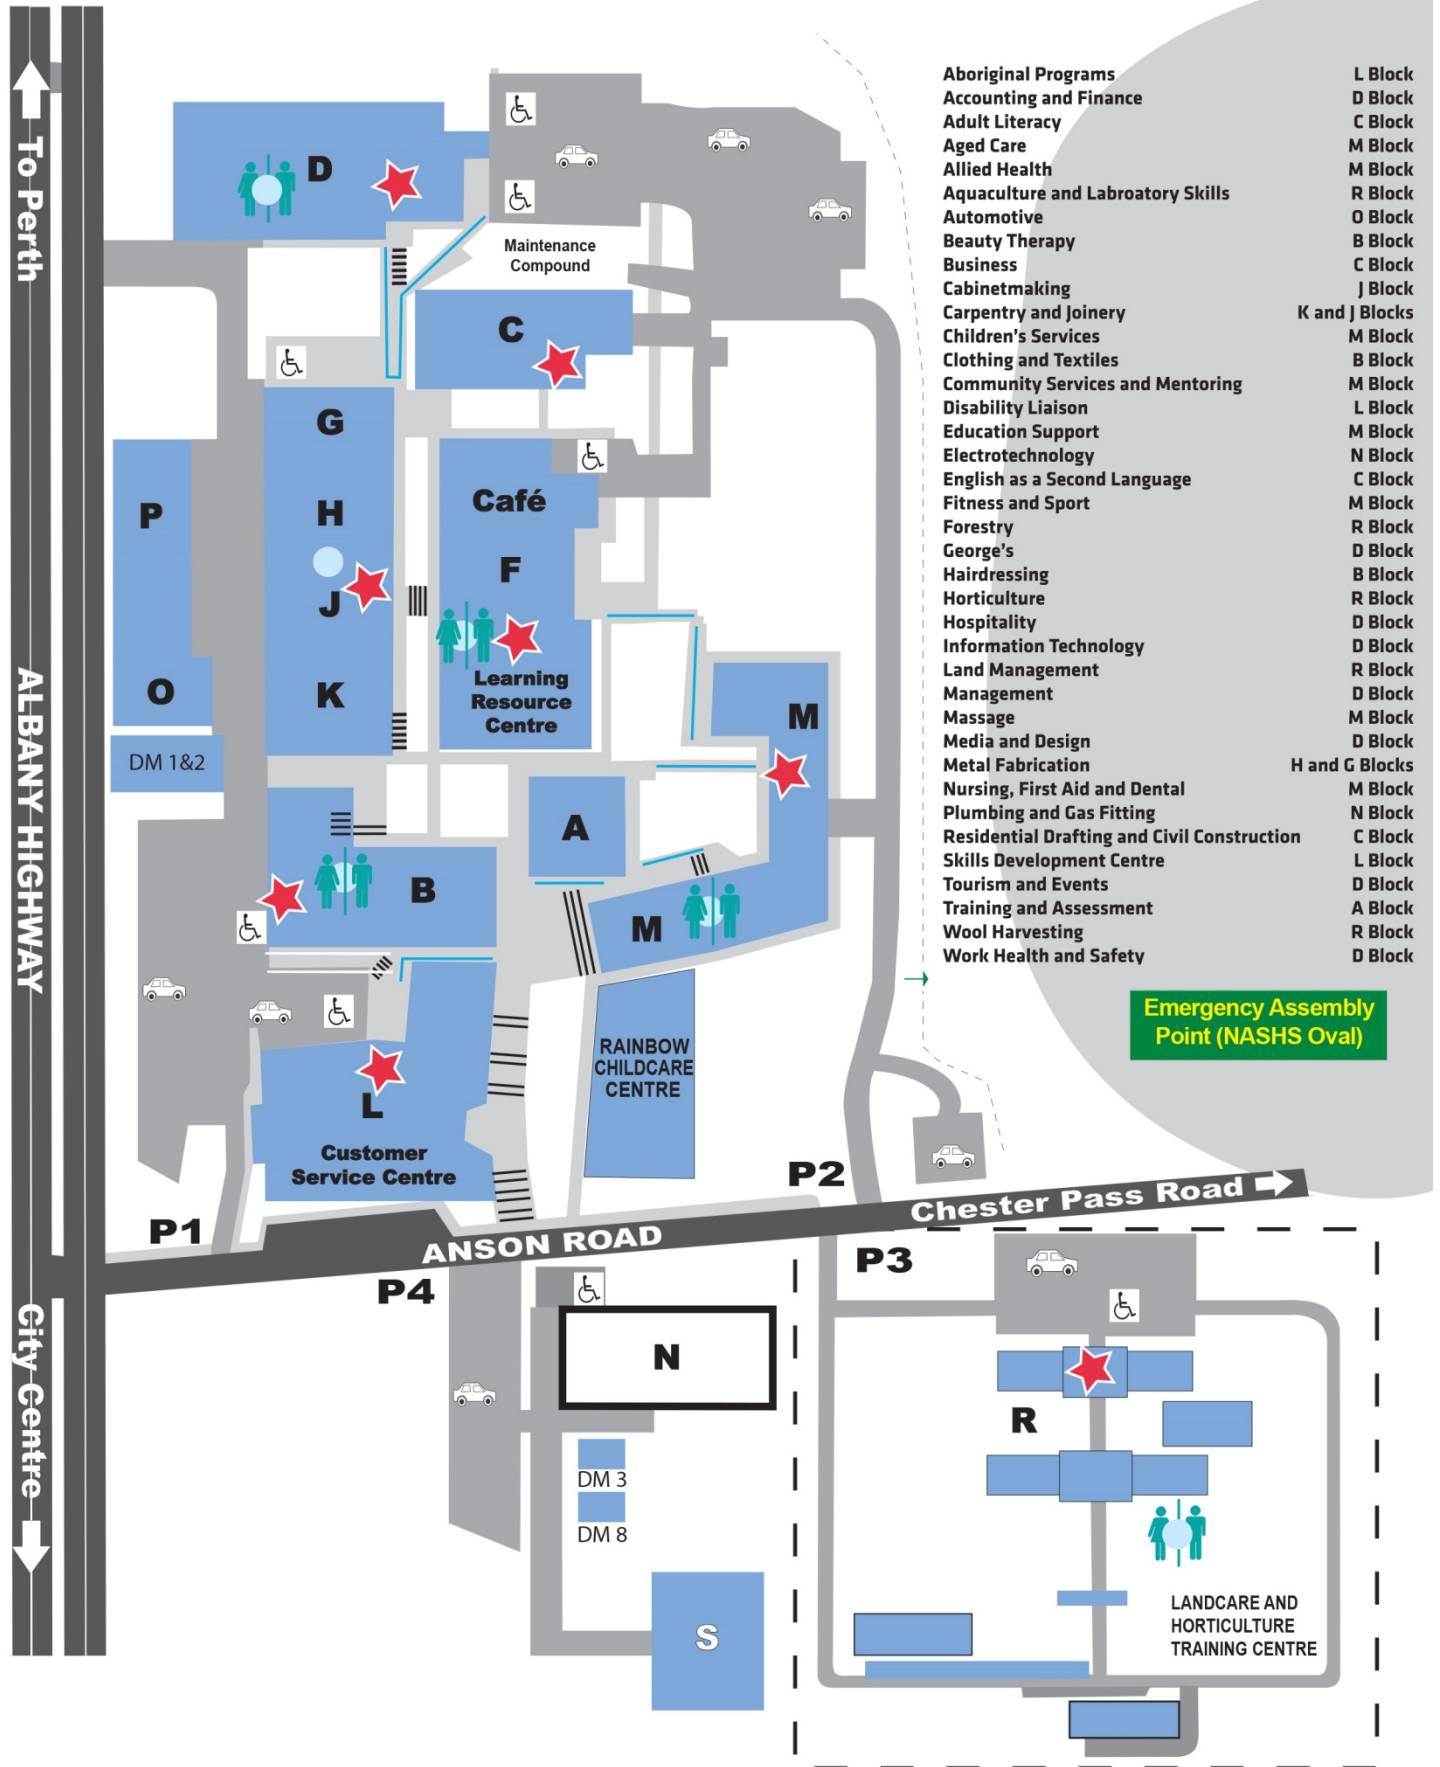 To Perth
ALBANY HIGHWAY
City Centre
D
Maintenance
Compound
C
G
H
J
K
P
O
DM 1&2
Café
F
Learning
Resource
Centre
M
A
B
M
L
Customer
Service Centre
RAINBOW
CHILDCARE
CENTRE
P1
P2
ANSON ROAD
Chester Pass Road
P4
P3
N
DM 3
DM 8
S
R
LANDCARE AND
HORTICULTURE
TRAINING CENTRE
Aboriginal Programs L Block
Accounting and Finance D Block
Adult Literacy C Block
Aged Care M Block
Allied Health M Block
Aquaculture and Labroatory Skills R Block
Automotive O Block
Beauty Therapy B Block
Business C Block
Cabinetmaking J Block
Carpentry and Joinery K and J Blocks
Children's Services M Block
Clothing and Textiles B Block
Community Services and Mentoring M Block
Disability Liaison L Block
Education Support M Block
Electrotechnology N Block
English as a Second Language C Block
Fitness and Sport M Block
Forestry R Block
George's D Block
Hairdressing B Block
Horticulture R Block
Hospitality D Block
Information Technology D Block
Land Management R Block
Management D Block
Massage M Block
Media and Design D Block
Metal Fabrication H and G Blocks
Nursing, First Aid and Dental M Block
Plumbing and Gas Fitting N Block
Residential Drafting and Civil Construction C Block
Skills Development Centre L Block
Tourism and Events D Block
Training and Assessment A Block
Wool Harvesting R Block
Work Health and Safety D Block
Emergency Assembly
Point (NASHS Oval)